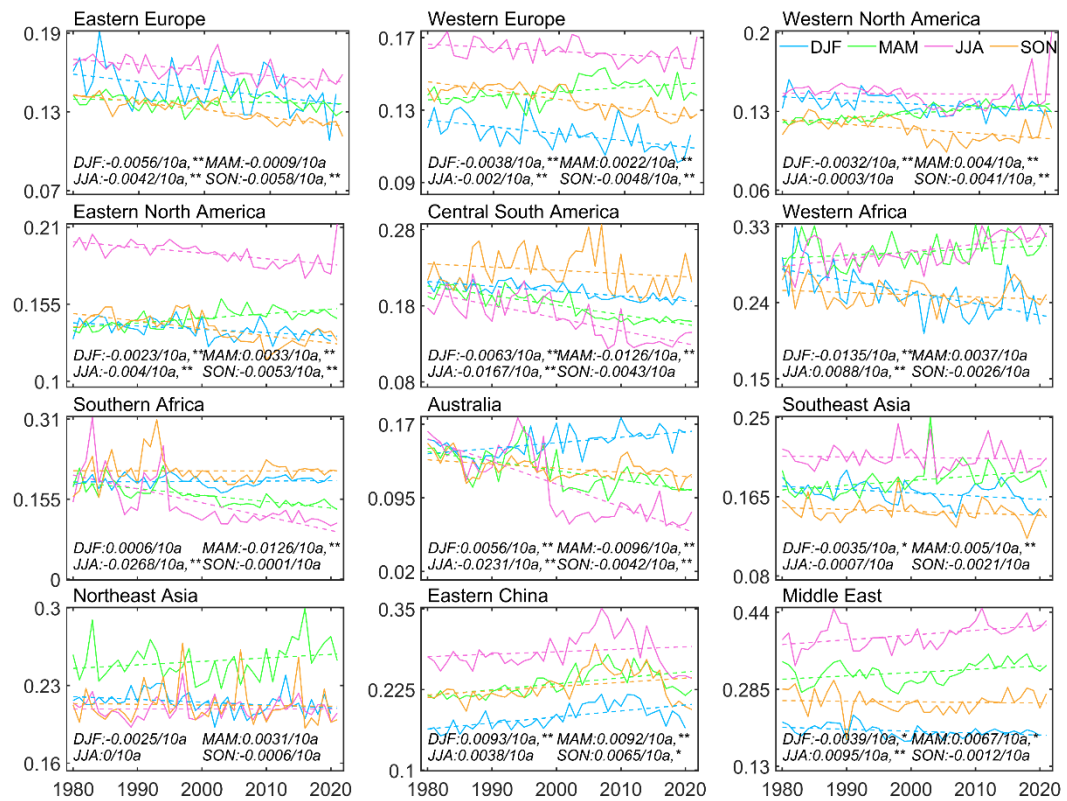 Eastern Europe
0.19
0.13
0.07
DJF:-0.0056/10a,** MAM:-0.0009/10a
JJA:-0.0042/10a,** SON:-0.0058/10a,**
1980 1990 2000 2010 2020
Western Europe
0.17
0.13
0.09
DJF:-0.0038/10a,** MAM:0.0022/10a,**
JJA:-0.002/10a,** SON:-0.0048/10a,**
1980 1990 2000 2010 2020
Western North America
0.2
0.13
0.06
DJF MAM JJA SON
DJF:-0.0032/10a,** MAM:0.004/10a,**
JJA:-0.0003/10a SON:-0.0041/10a,**
1980 1990 2000 2010 2020
Eastern North America
0.21
0.155
0.1
DJF:-0.0023/10a,** MAM:0.0033/10a,**
JJA:-0.004/10a,** SON:-0.0053/10a,**
Central South America
0.28
0.18
0.08
DJF:-0.0063/10a,** MAM:-0.0126/10a,**
JJA:-0.0167/10a,** SON:-0.0043/10a
Western Africa
0.33
0.24
0.15
DJF:-0.0135/10a,** MAM:0.0037/10a
JJA:0.0088/10a,** SON:-0.0026/10a
Southern Africa
0.31
0.155
0
DJF:0.0006/10a MAM:-0.0126/10a,**
JJA:-0.0268/10a,** SON:-0.0001/10a
Australia
0.17
0.095
0.02
DJF:0.0056/10a,** MAM:-0.0096/10a,**
JJA:-0.0231/10a,** SON:-0.0042/10a,**
Southeast Asia
0.25
0.165
0.08
DJF:-0.0035/10a,* MAM:0.005/10a,**
JJA:-0.0007/10a SON:-0.0021/10a
Northeast Asia
0.3
0.23
0.16
DJF:-0.0025/10a MAM:0.0031/10a
JJA:0/10a SON:-0.0006/10a
1980 1990 2000 2010 2020
Eastern China
0.35
0.225
0.1
DJF:0.0093/10a,** MAM:0.0092/10a,**
JJA:0.0038/10a SON:0.0065/10a,*
1980 1990 2000 2010 2020
Middle East
0.44
0.285
0.13
DJF:-0.0039/10a,* MAM:0.0067/10a,*
JJA:0.0095/10a,** SON:-0.0012/10a
1980 1990 2000 2010 2020